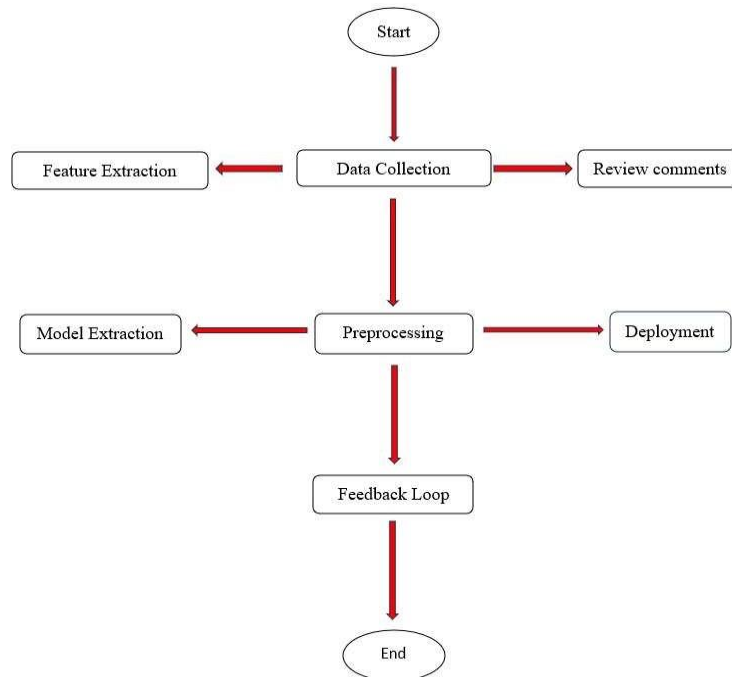 Start
Feature Extraction
Data Collection
Review comments
Model Extraction
Preprocessing
Deployment
Feedback Loop
End